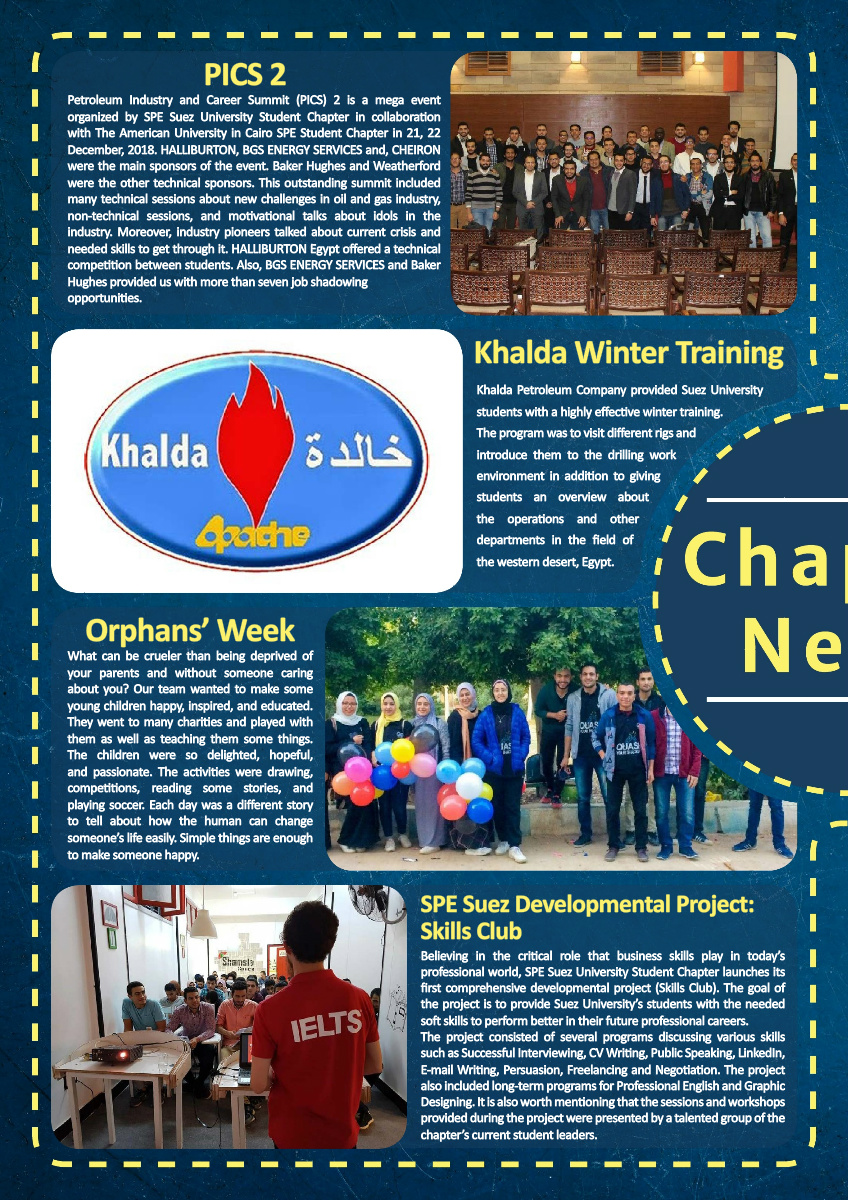 PICS 2
Petroleum Industry and Career Summit (PICS) 2 is a mega event
organized by SPE Suez University Student Chapter in collaboration
with The American University in Cairo SPE Student Chapter in 21, 22
December, 2018. HALLIBURTON, BGS ENERGY SERVICES and, CHEIRON
were the main sponsors of the event. Baker Hughes and Weatherford
were the other technical sponsors. This outstanding summit included
many technical sessions about new challenges in oil and gas industry,
non-technical sessions, and motivational talks about idols in the
industry. Moreover, industry pioneers talked about current crisis and
needed skills to get through it. HALLIBURTON Egypt offered a technical
competition between students. Also, BGS ENERGY SERVICES and Baker
Hughes provided us with more than seven job shadowing
opportunities.
Khalda خالدة
Apache
Khalda Winter Training
Khalda Petroleum Company provided Suez University
students with a highly effective winter training.
The program was to visit different rigs and
introduce them to the drilling work
environment in addition to giving
students an overview about
the operations and other
departments in the field of
the western desert, Egypt.
Chap
Ne
Orphans’ Week
What can be crueler than being deprived of
your parents and without someone caring
about you? Our team wanted to make some
young children happy, inspired, and educated.
They went to many charities and played with
them as well as teaching them some things.
The children were so delighted, hopeful,
and passionate. The activities were drawing,
competitions, reading some stories, and
playing soccer. Each day was a different story
to tell about how the human can change
someone’s life easily. Simple things are enough
to make someone happy.
IELTS
SPE Suez Developmental Project:
Skills Club
Believing in the critical role that business skills play in today’s
professional world, SPE Suez University Student Chapter launches its
first comprehensive developmental project (Skills Club). The goal of
the project is to provide Suez University’s students with the needed
soft skills to perform better in their future professional careers.
The project consisted of several programs discussing various skills
such as Successful Interviewing, CV Writing, Public Speaking, LinkedIn,
E-mail Writing, Persuasion, Freelancing and Negotiation. The project
also included long-term programs for Professional English and Graphic
Designing. It is also worth mentioning that the sessions and workshops
provided during the project were presented by a talented group of the
chapter’s current student leaders.